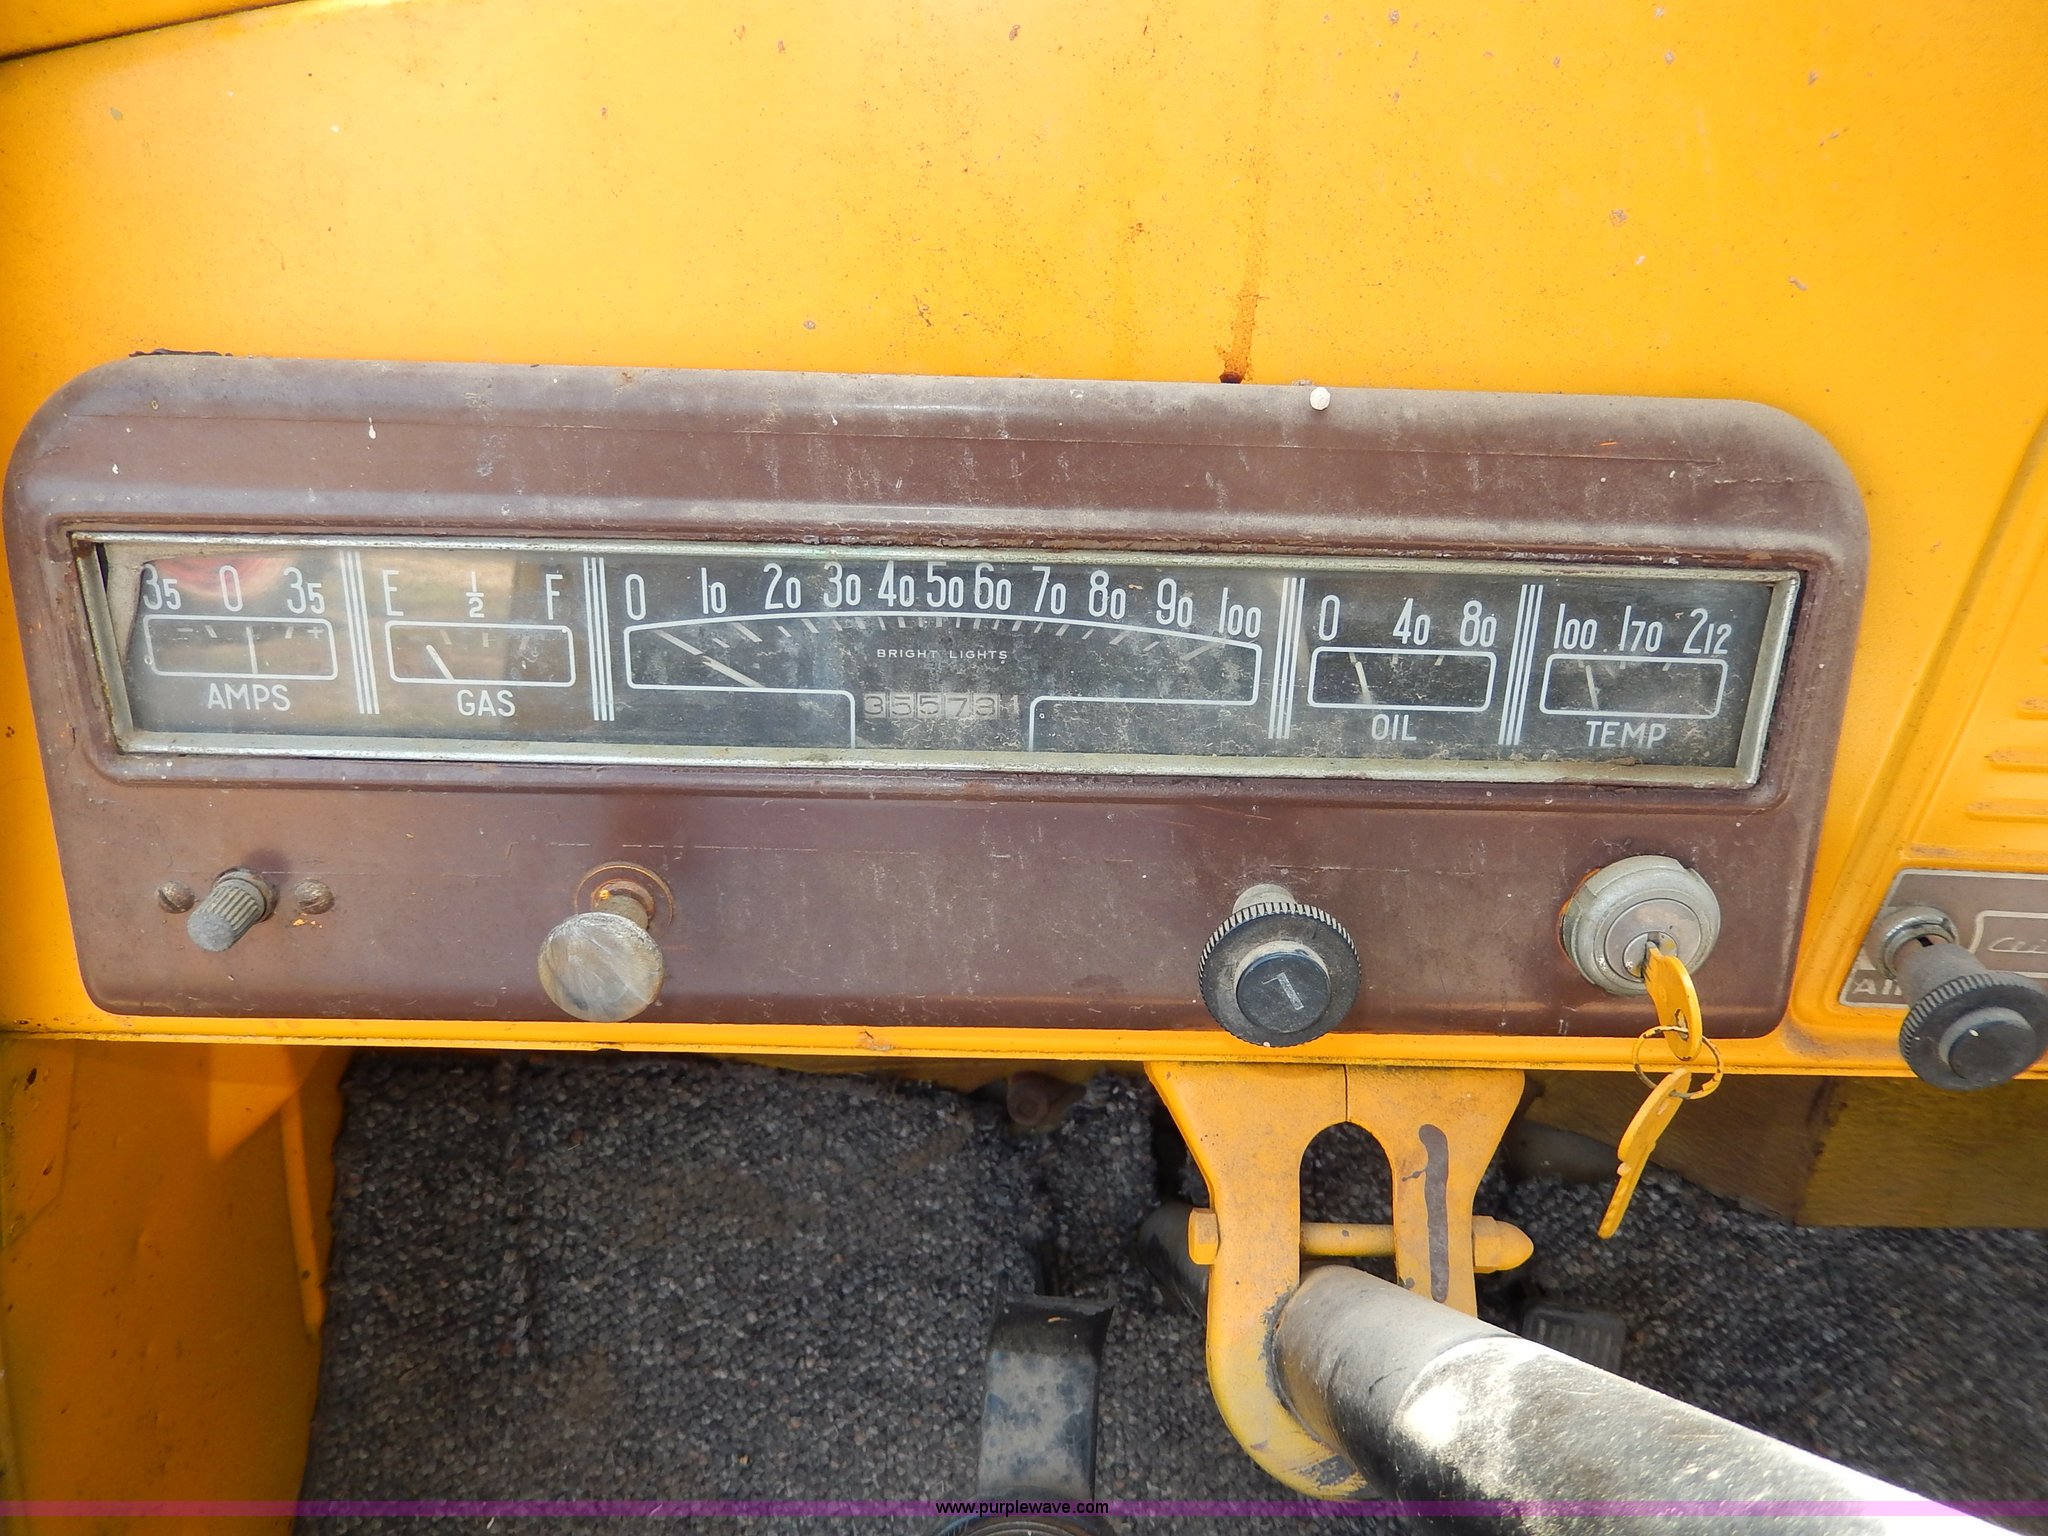 35 0 35
- +
AMPS
E 1/2 F
GAS
0 10 20 30 40 50 60 70 80 90 100
BRIGHT LIGHTS
355731
0 40 80
OIL
100 170 212
TEMP
L
www.purplewave.com